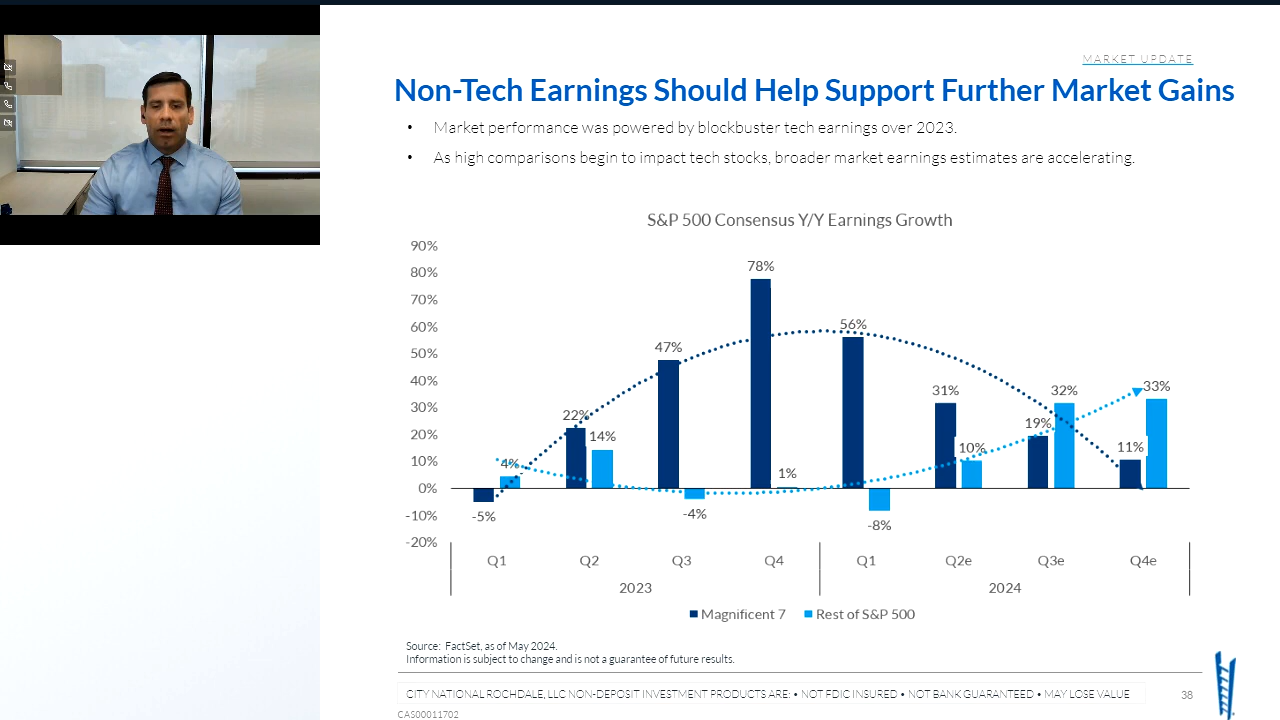 MARKET UPDATE
Non-Tech Earnings Should Help Support Further Market Gains
• Market performance was powered by blockbuster tech earnings over 2023.
• As high comparisons begin to impact tech stocks, broader market earnings estimates are accelerating.
S&P 500 Consensus Y/Y Earnings Growth
90%
80%
70%
60%
50%
40%
30%
20%
10%
0%
-10%
-20%
-5%
4%
22%
14%
47%
-4%
78%
1%
56%
-8%
31%
10%
19%
32%
11%
33%
Q1 Q2 Q3 Q4 Q1 Q2e Q3e Q4e
2023 2024
Magnificent 7 Rest of S&P 500
Source: FactSet, as of May 2024.
Information is subject to change and is not a guarantee of future results.
CITY NATIONAL ROCHDALE, LLC NON-DEPOSIT INVESTMENT PRODUCTS ARE: • NOT FDIC INSURED • NOT BANK GUARANTEED • MAY LOSE VALUE
38
CAS00011702